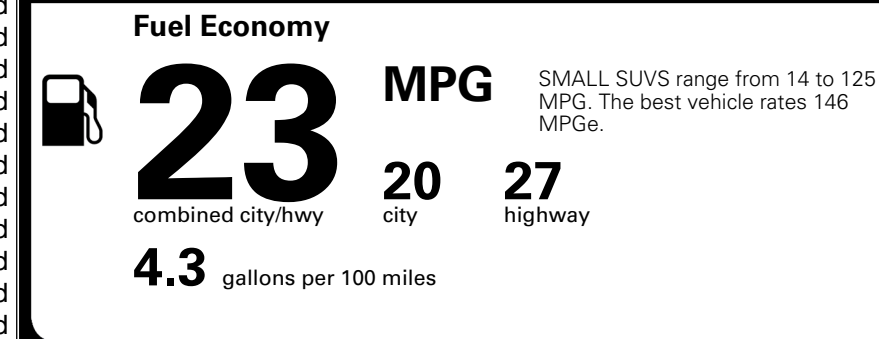 d
d
d
d
d
d
d
d
d
d
d
Fuel Economy
23
combined city/hwy
MPG
20
city
27
highway
SMALL SUVS range from 14 to 125
MPG. The best vehicle rates 146
MPGe.
4.3 gallons per 100 miles